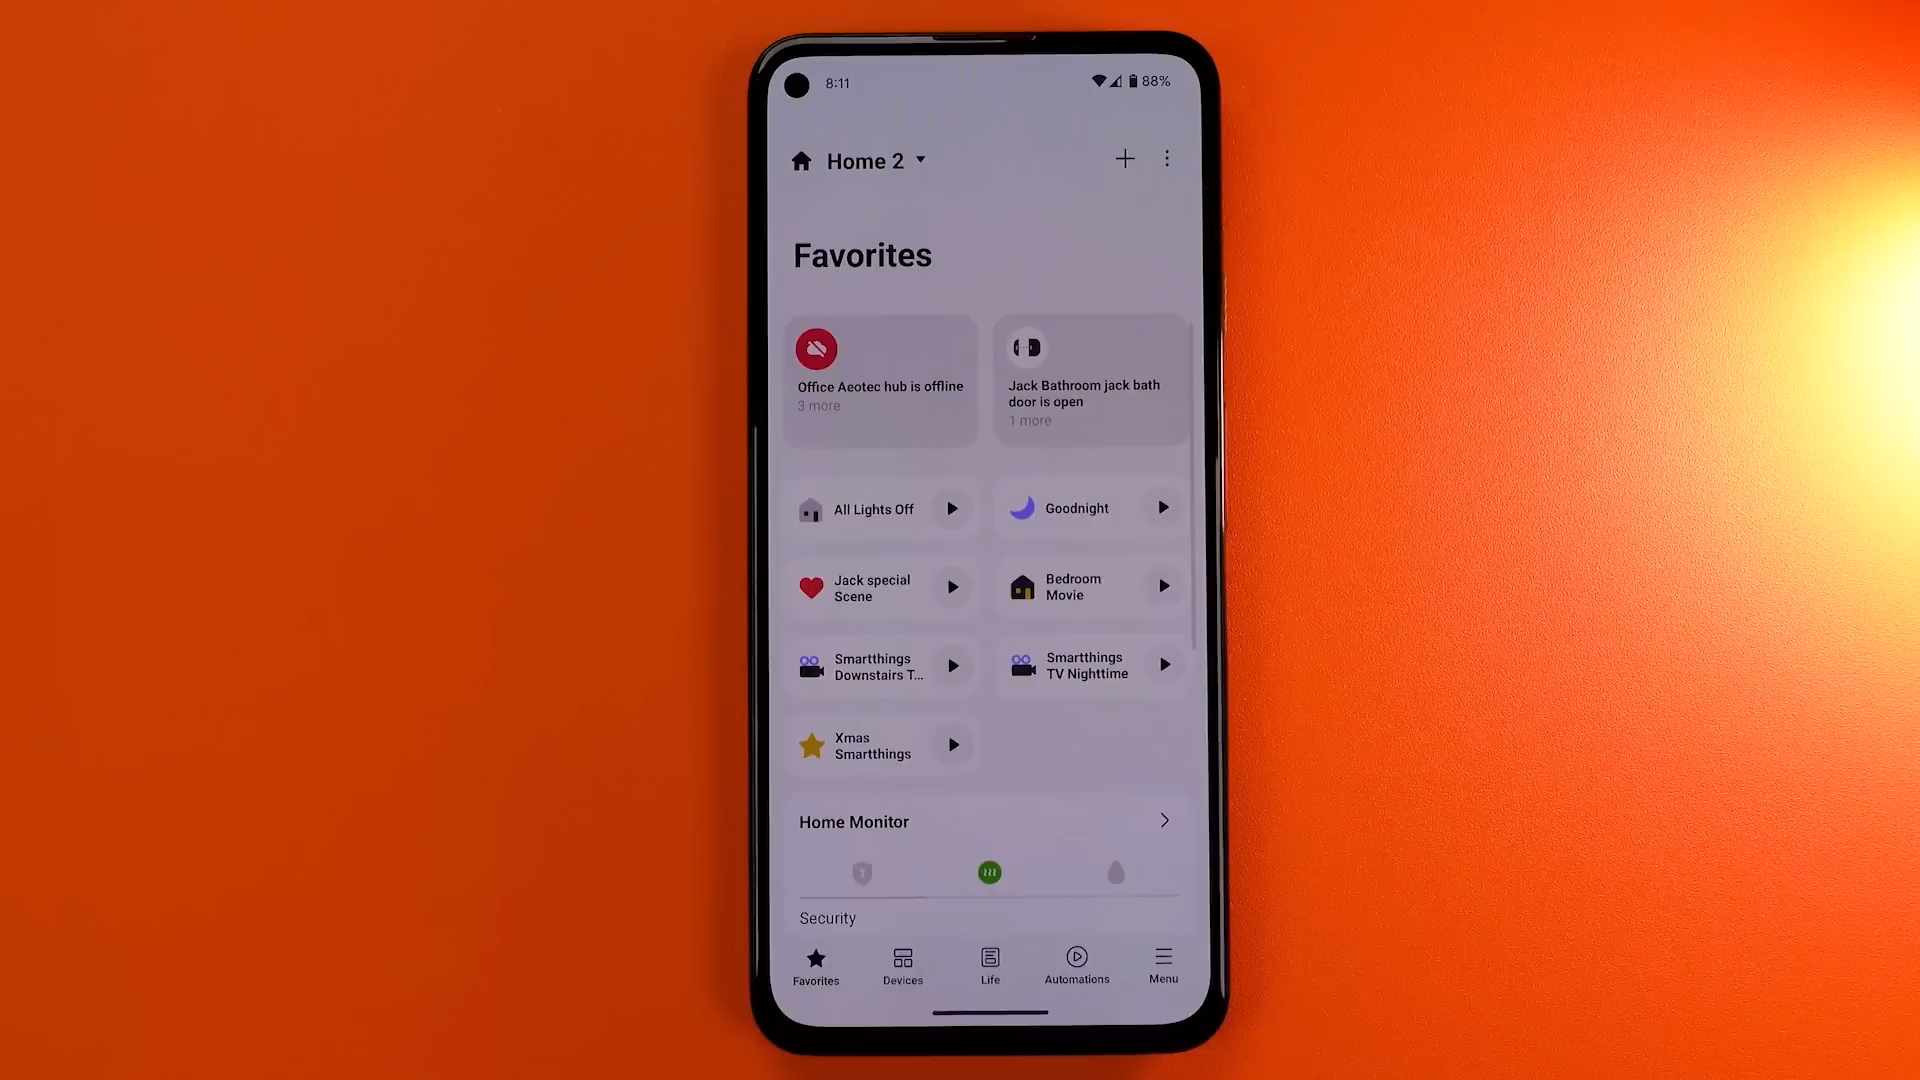 8:11
88%
Home 2
Favorites
Office Aeotec hub is offline
3 more
Jack Bathroom jack bath
door is open
1 more
All Lights Off
Goodnight
Jack special
Scene
Bedroom
Movie
Smartthings
Downstairs T...
Smartthings
TV Nighttime
Xmas
Smartthings
Home Monitor
Security
Favorites
Devices
Life
Automations
Menu